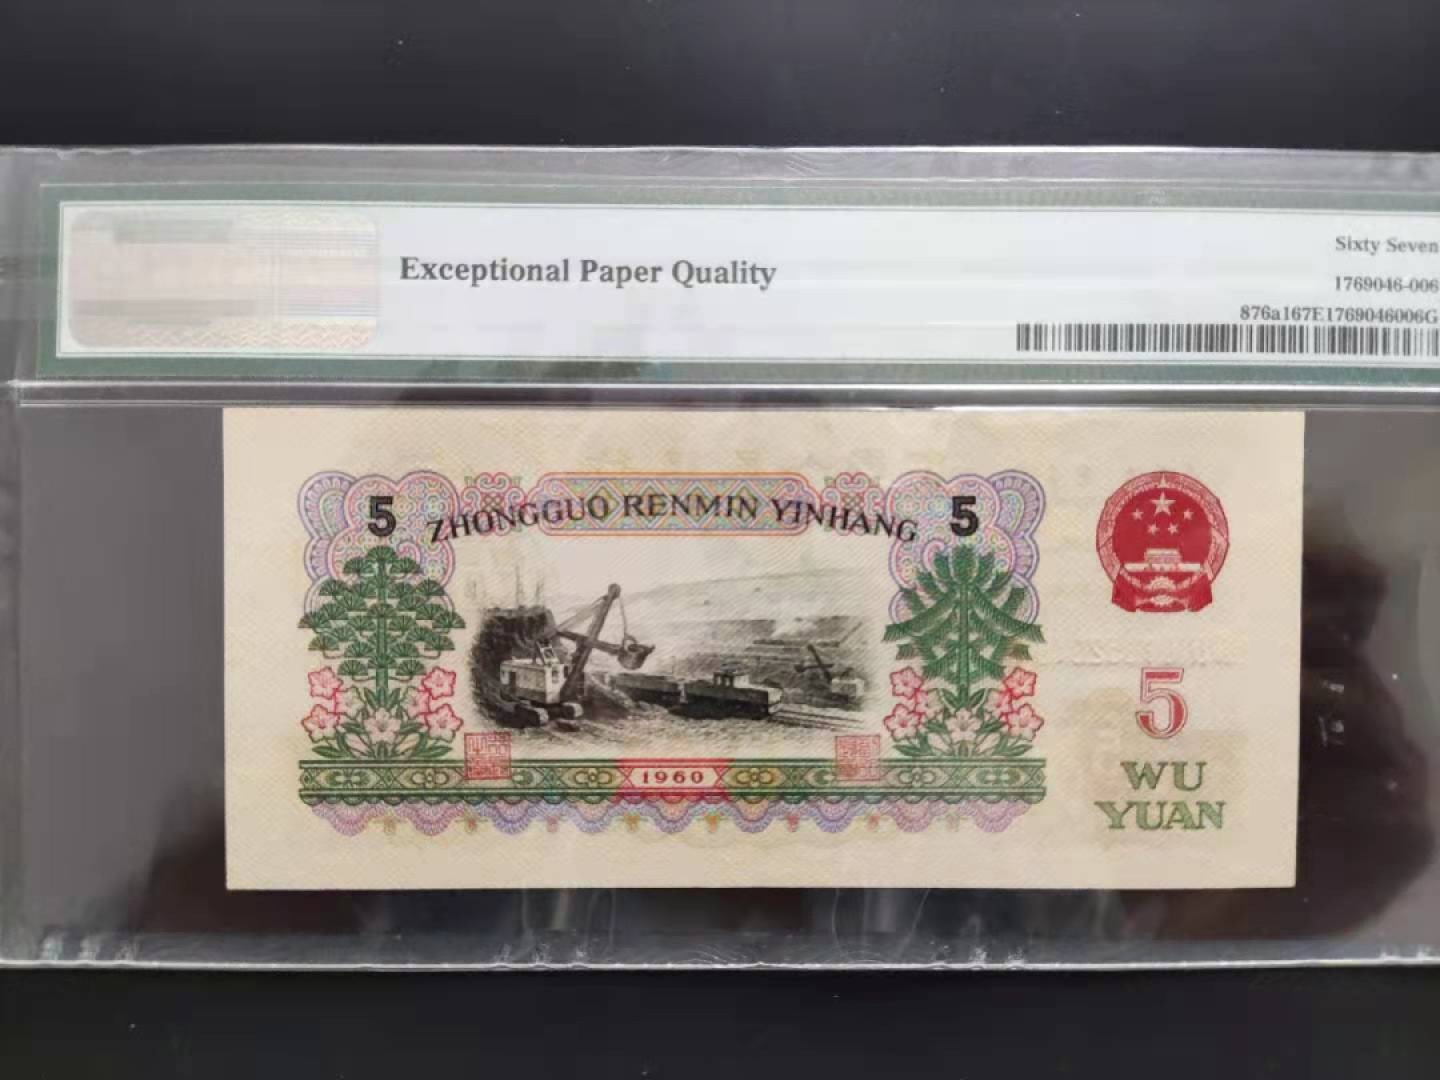 Exceptional Paper Quality
Sixty Seven
1769046-006
876a167E1769046006G
5 ZHONGGUO RENMIN YINHANG 5
5
WU
YUAN
1960